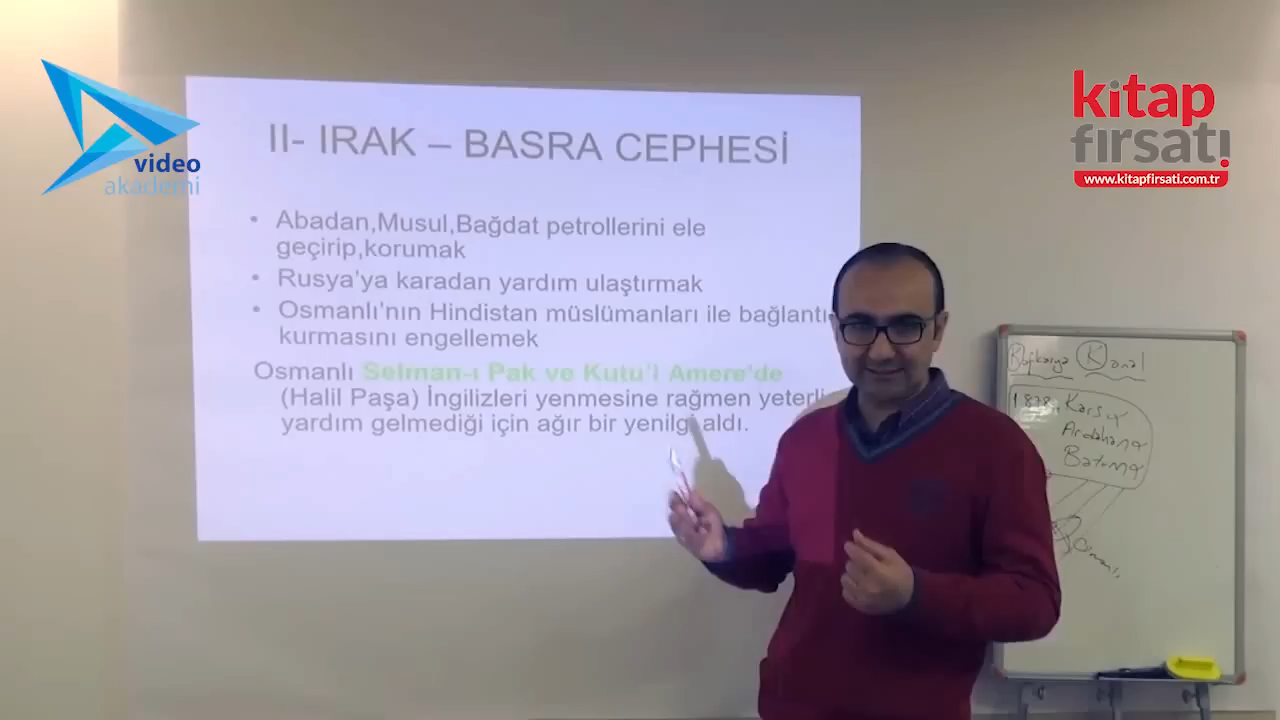 video
akademi
kitap
fırsatı
www.kitapfirsati.com.tr
II- IRAK – BASRA CEPHESİ
• Abadan,Musul,Bağdat petrollerini ele
geçirip,korumak
• Rusya'ya karadan yardım ulaştırmak
• Osmanlı'nın Hindistan müslümanları ile bağlantı
kurmasını engellemek
Osmanlı Selman-ı Pak ve Kutu'l Amere'de
(Halil Paşa) İngilizleri yenmesine rağmen yeterli
yardım gelmediği için ağır bir yenilgi aldı.
Kanal
1878
Kars
Ardahan
Batum